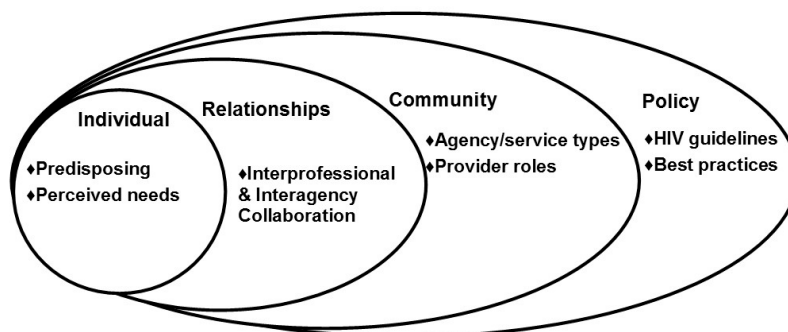 Individual
♦Predisposing
♦Perceived needs
Relationships
♦Interprofessional
& Interagency
Collaboration
Community
♦Agency/service types
♦Provider roles
Policy
♦HIV guidelines
♦Best practices